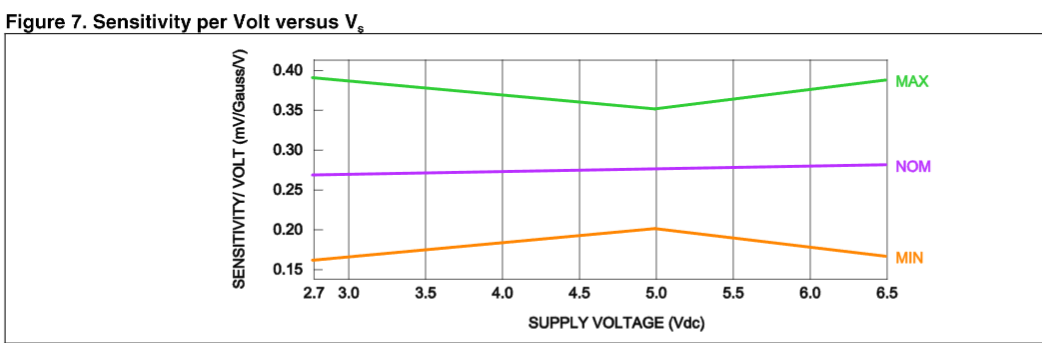 Figure 7. Sensitivity per Volt versus Vs
SENSITIVITY/ VOLT (mV/Gauss/V)
0.40
0.35
0.30
0.25
0.20
0.15
MAX
NOM
MIN
2.7 3.0 3.5 4.0 4.5 5.0 5.5 6.0 6.5
SUPPLY VOLTAGE (Vdc)